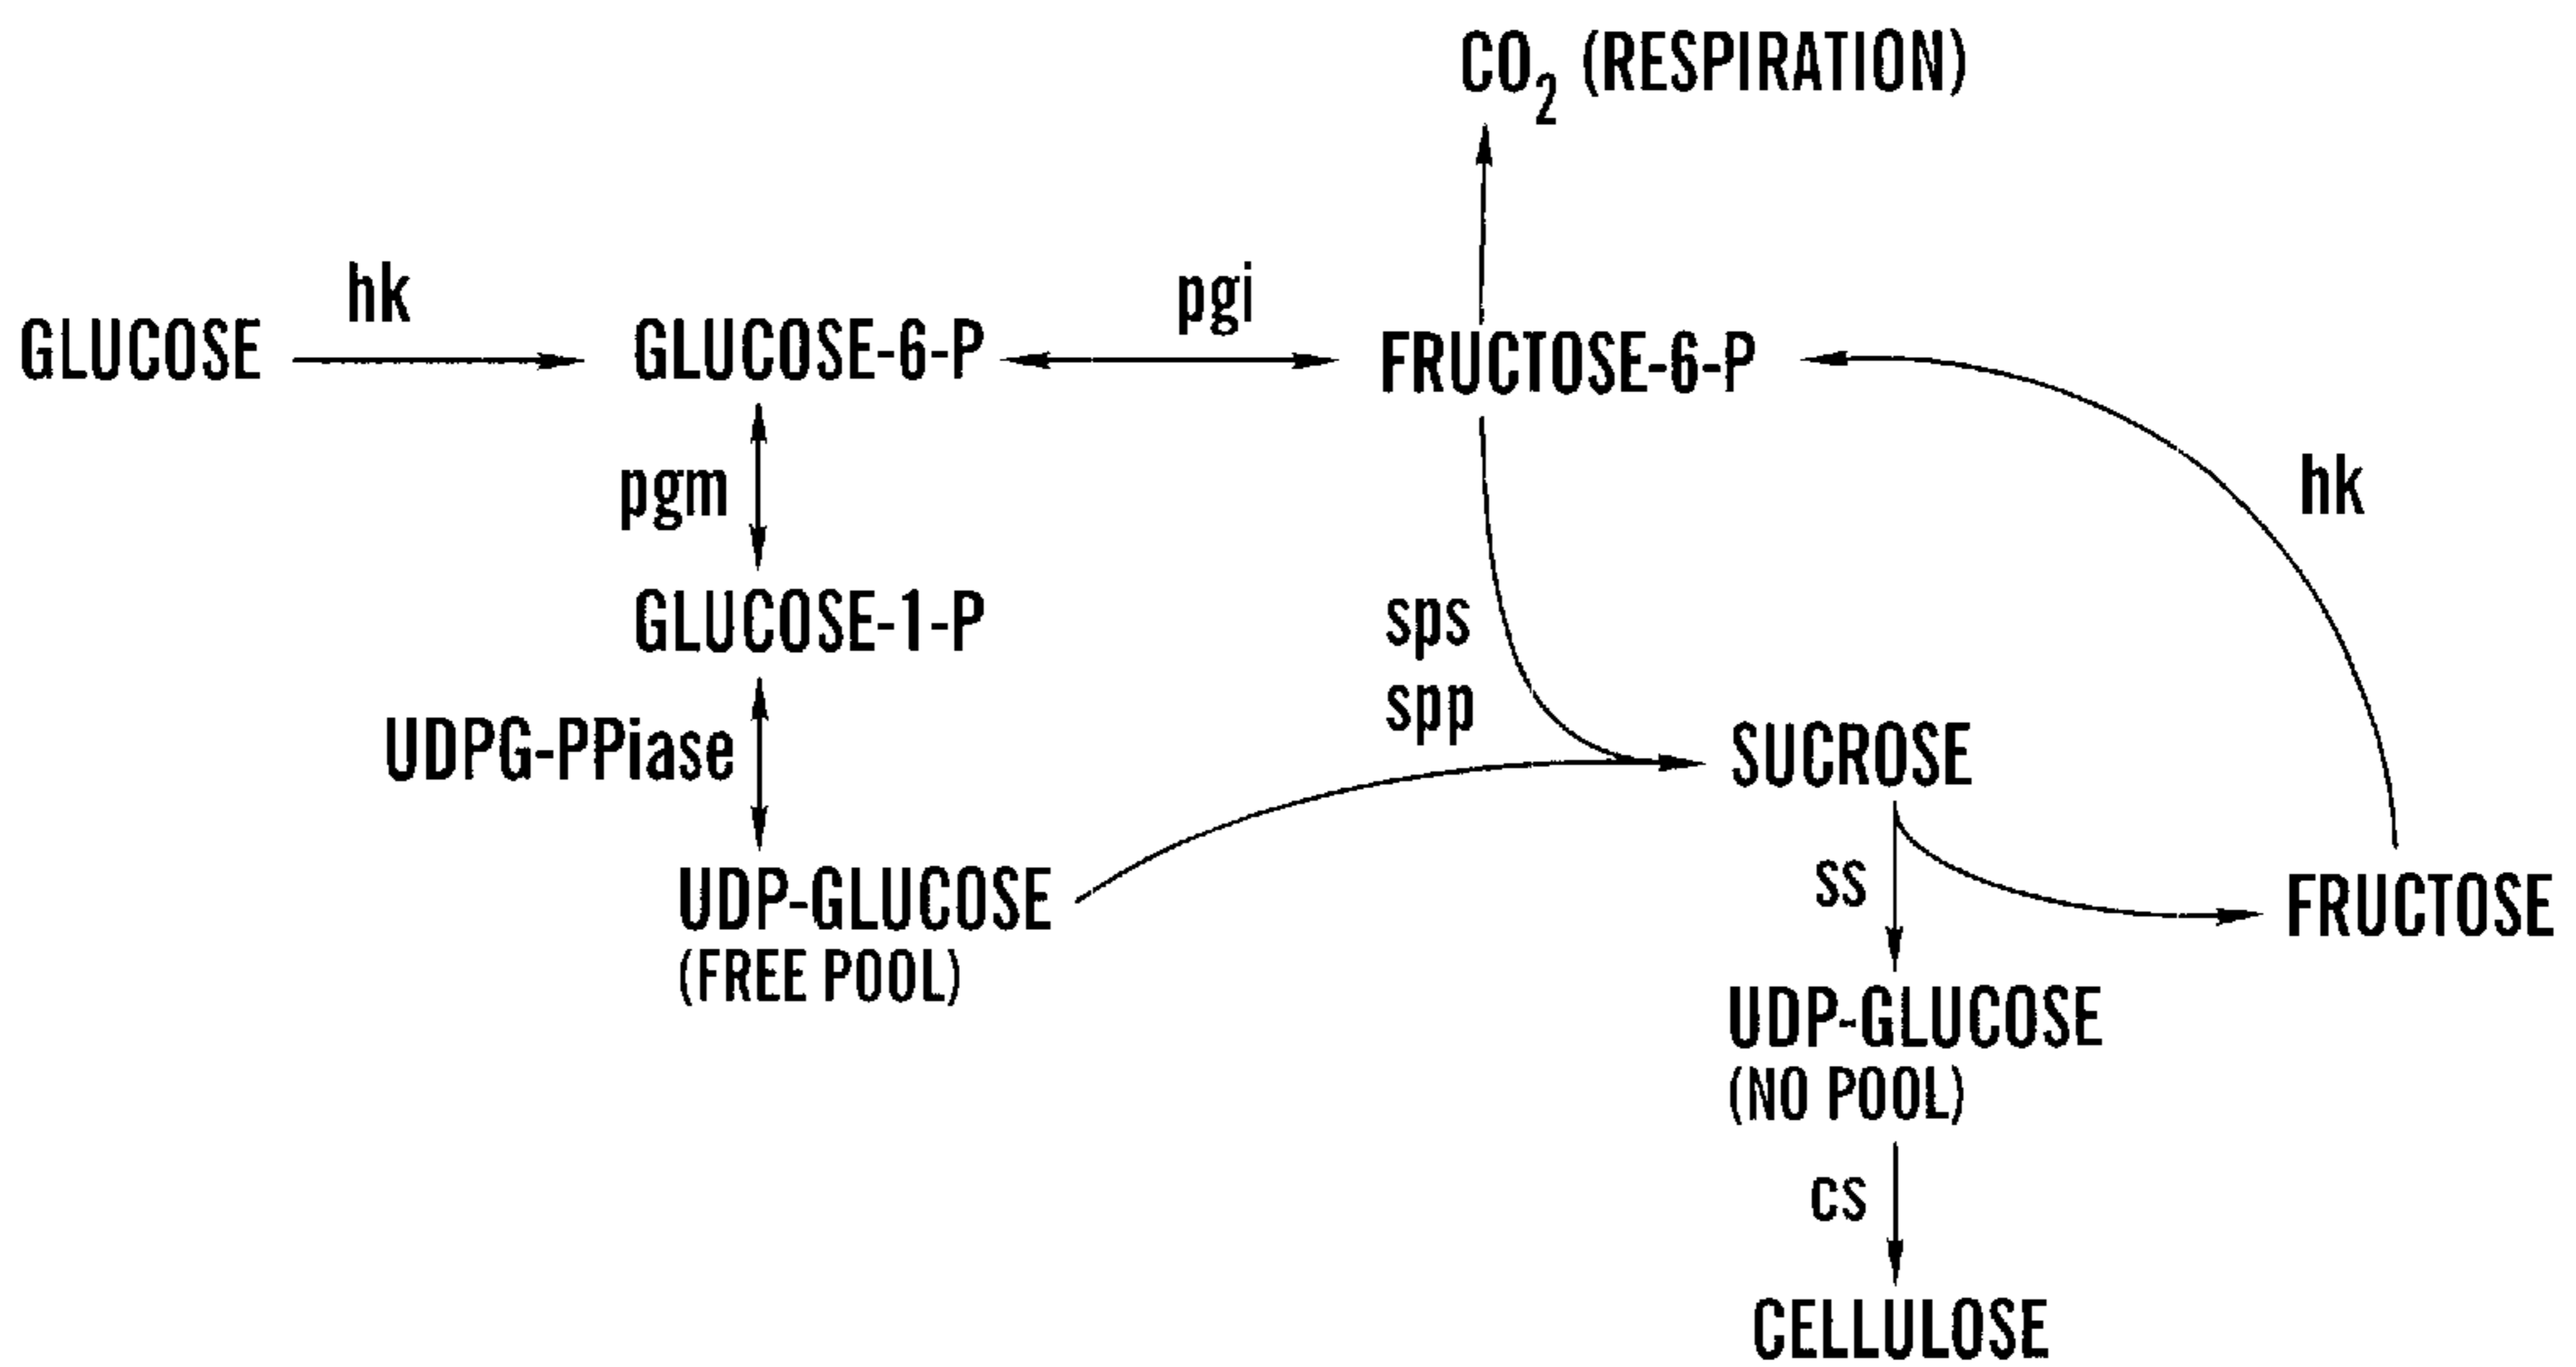 CO2 (RESPIRATION)
hk
pgi
GLUCOSE
GLUCOSE-6-P
FRUCTOSE-6-P
pgm
hk
GLUCOSE-1-P
sps
spp
UDPG-PPiase
SUCROSE
UDP-GLUCOSE
(FREE POOL)
ss
FRUCTOSE
UDP-GLUCOSE
(NO POOL)
cs
CELLULOSE